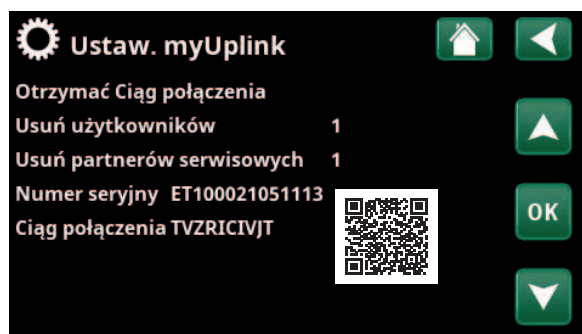 Ustaw. myUplink
Otrzymać Ciąg połączenia
Usuń użytkowników 1
Usuń partnerów serwisowych 1
Numer seryjny ET100021051113
OK
Ciąg połączenia TVZRICIVJT